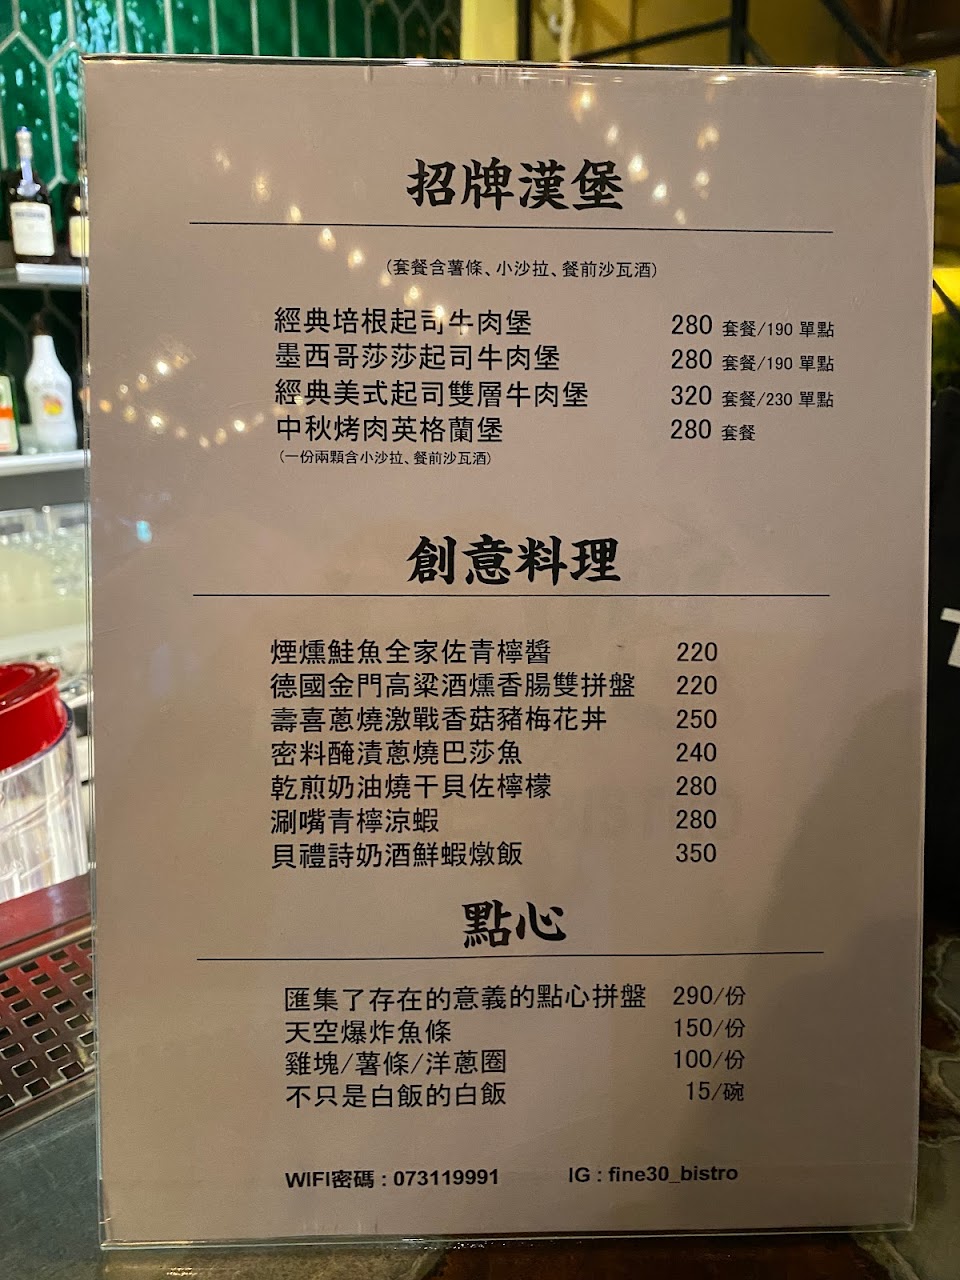 招牌漢堡
(套餐含薯條、小沙拉、餐前沙瓦酒)
經典培根起司牛肉堡 280 套餐/190 單點
墨西哥莎莎起司牛肉堡 280 套餐/190 單點
經典美式起司雙層牛肉堡 320 套餐/230 單點
中秋烤肉英格蘭堡 280 套餐
(一份兩顆含小沙拉、餐前沙瓦酒)
創意料理
煙燻鮭魚全家佐青檸醬 220
德國金門高粱酒燻香腸雙拼盤 220
壽喜蔥燒激戰香菇豬梅花丼 250
密料醃漬蔥燒巴莎魚 240
乾煎奶油燒干貝佐檸檬 280
涮嘴青檸涼蝦 280
貝禮詩奶酒鮮蝦燉飯 350
點心
匯集了存在的意義的點心拼盤 290/份
天空爆炸魚條 150/份
雞塊/薯條/洋蔥圈 100/份
不只是白飯的白飯 15/碗
WIFI密碼 : 073119991 IG : fine30_bistro